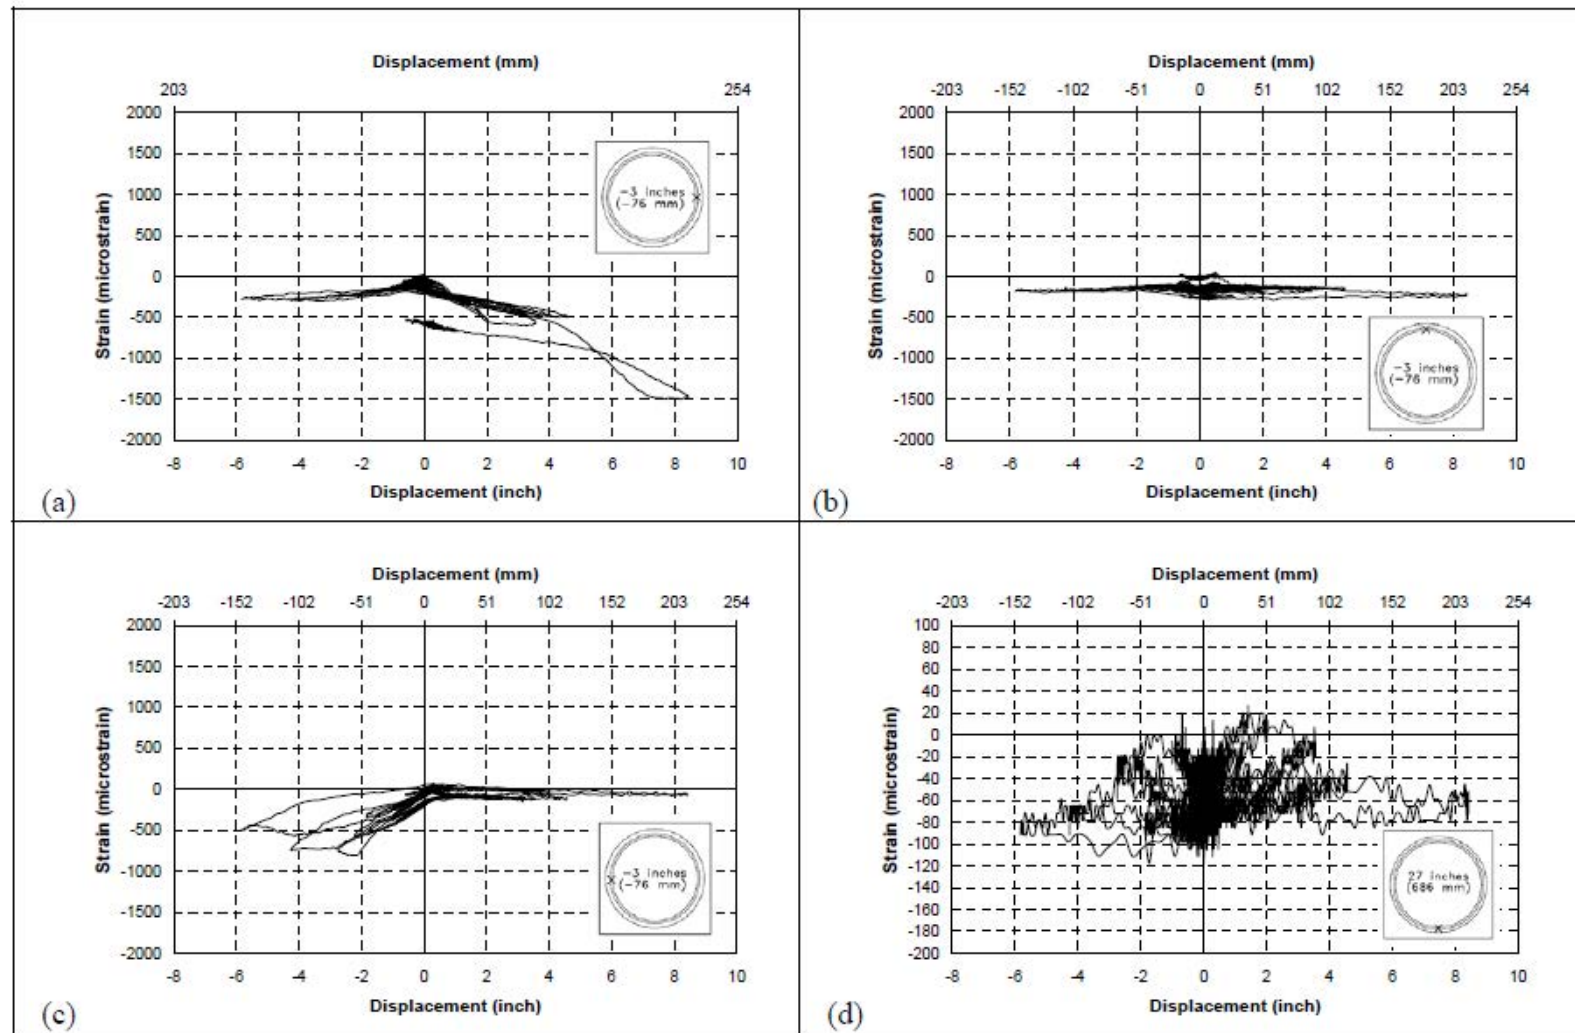 Displacement (mm)
203 254
2000
1500
1000
500
0
-500
-1000
-1500
2000
Strain (microstrain)
-3 inches
(-76 mm)
-8 -6 -4 -2 0 2 4 6 8 10
Displacement (inch)
(a)
Displacement (mm)
-203 -152 -102 -51 0 51 102 152 203 254
2000
1500
1000
500
0
-500
-1000
-1500
-2000
Strain (microstrain)
-3 inches
(-76 mm)
-8 -6 -4 -2 0 2 4 6 8 10
Displacement (inch)
(b)
Displacement (mm)
-203 -152 -102 -51 0 51 102 152 203 254
2000
1500
1000
500
0
-500
-1000
-1500
-2000
Strain (microstrain)
-3 inches
(-76 mm)
-8 -6 -4 -2 0 2 4 6 8 10
Displacement (inch)
(c)
Displacement (mm)
-203 -152 -102 -51 0 51 102 152 203 254
100
80
60
40
20
0
-20
-40
-60
-80
-100
-120
-140
-160
-180
-200
Strain (microstrain)
27 inches
(686 mm)
-8 -6 -4 -2 0 2 4 6 8 10
Displacement (inch)
(d)